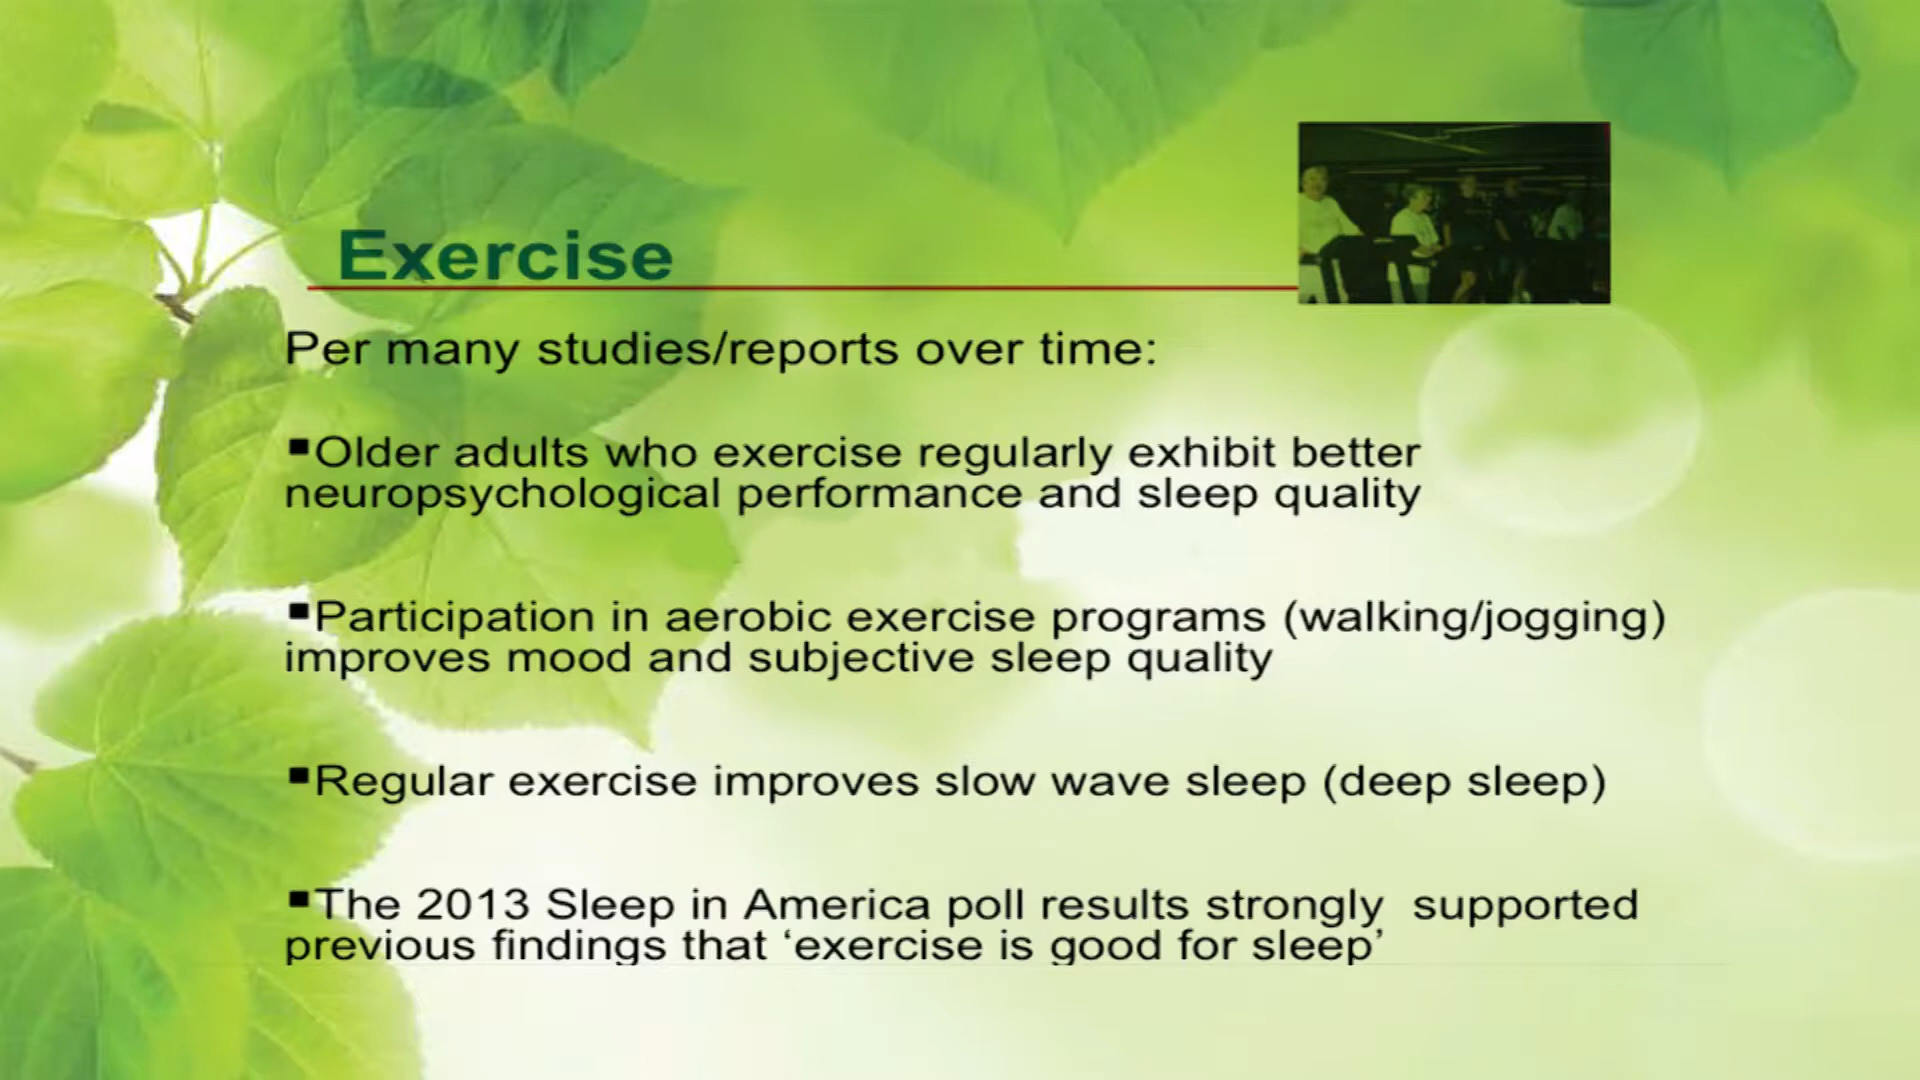 Exercise
Per many studies/reports over time:
▪Older adults who exercise regularly exhibit better
neuropsychological performance and sleep quality
▪Participation in aerobic exercise programs (walking/jogging)
improves mood and subjective sleep quality
▪Regular exercise improves slow wave sleep (deep sleep)
▪The 2013 Sleep in America poll results strongly  supported
previous findings that ‘exercise is good for sleep’